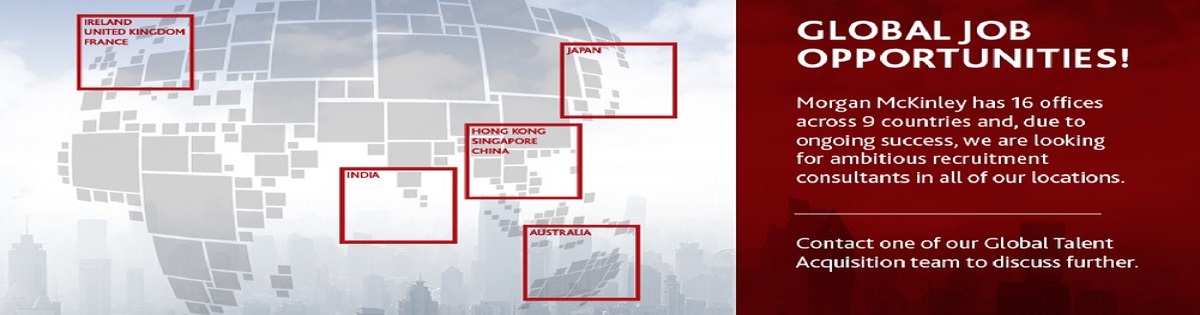 IRELAND
UNITED KINGDOM
FRANCE
JAPAN
HONG KONG
SINGAPORE
CHINA
INDIA
AUSTRALIA
GLOBAL JOB
OPPORTUNITIES!
Morgan McKinley has 16 offices
across 9 countries and, due to
ongoing success, we are looking
for ambitious recruitment
consultants in all of our locations.
Contact one of our Global Talent
Acquisition team to discuss further.